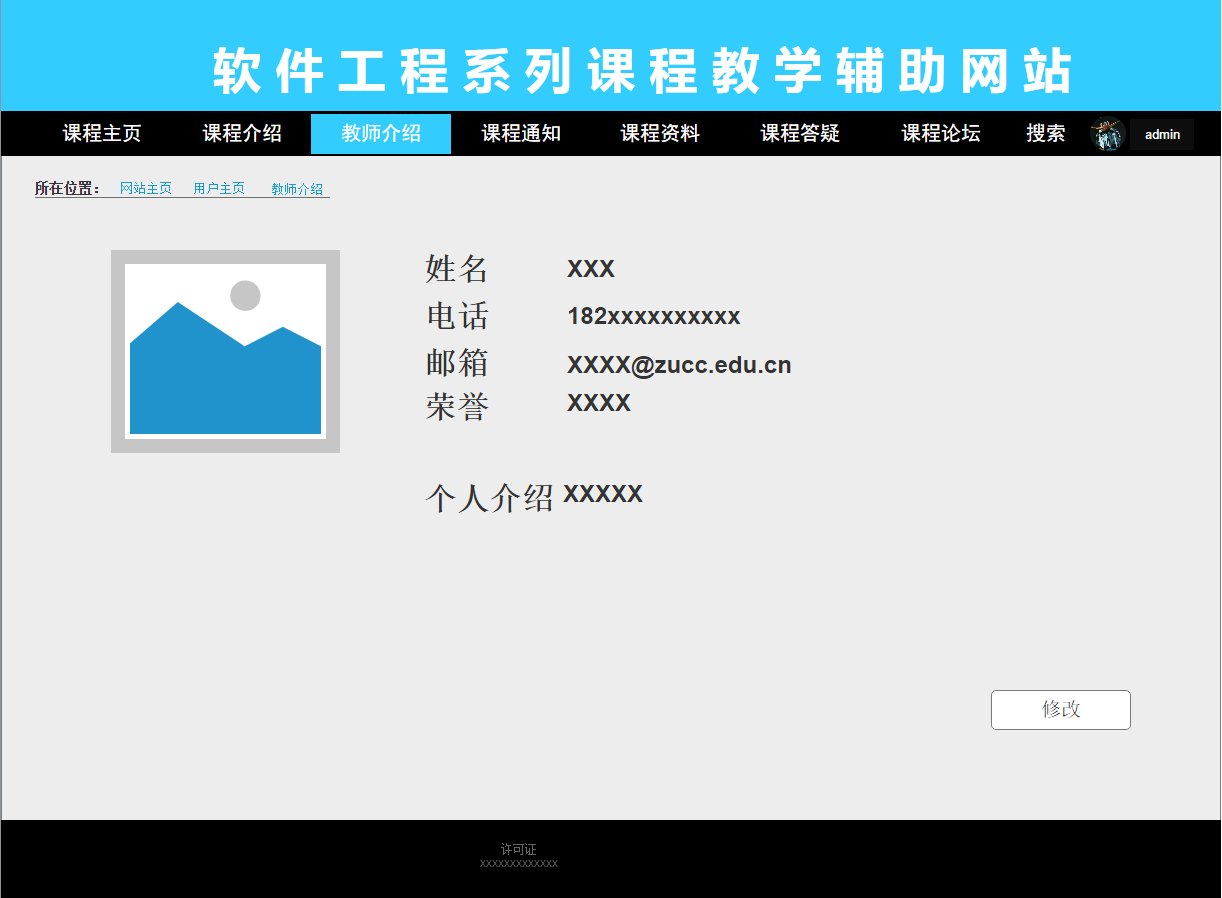 软件工程系列课程教学辅助网站
课程主页 课程介绍 教师介绍 课程通知 课程资料 课程答疑 课程论坛 搜索 admin
所在位置： 网站主页 用户主页 教师介绍
姓名 XXX
电话 182xxxxxxxxxx
邮箱 XXXX@zucc.edu.cn
荣誉 XXXX
个人介绍 XXXXX
修改
许可证
xxxxxxxxxxxxx